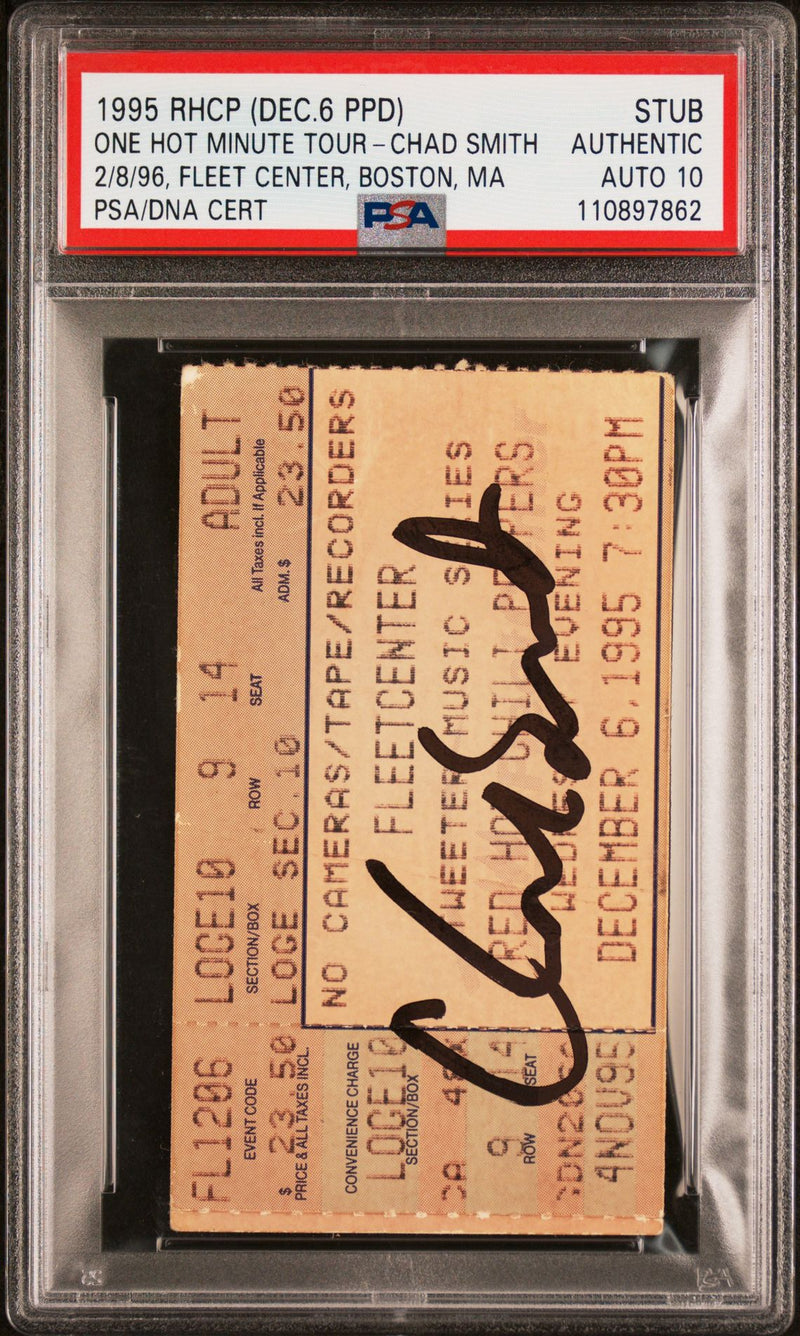 1995 RHCP (DEC.6 PPD) STUB
ONE HOT MINUTE TOUR-CHAD SMITH AUTHENTIC
2/8/96, FLEET CENTER, BOSTON, MA AUTO 10
PSA/DNA CERT PSA 110897862
FL1206 LOGE10 9 14 ADULT
EVENT CODE SECTION/BOX ROW SEAT All Taxes incl. If Applicable
$ 23.50 LOGE SEC.10 ADM. $ 23.50
PRICE & ALL TAXES INCL.
NO CAMERAS/TAPE/RECORDERS
CONVENIENCE CHARGE
FLEETCENTER
LOGE10
SECTION/BOX
TWEETER MUSIC SERIES
CA
9 14
ROW SEAT
RED HOT CHILI PEPPERS
WEDNESDAY EVENING
4NOV95 DECEMBER 6,1995 7:30PM